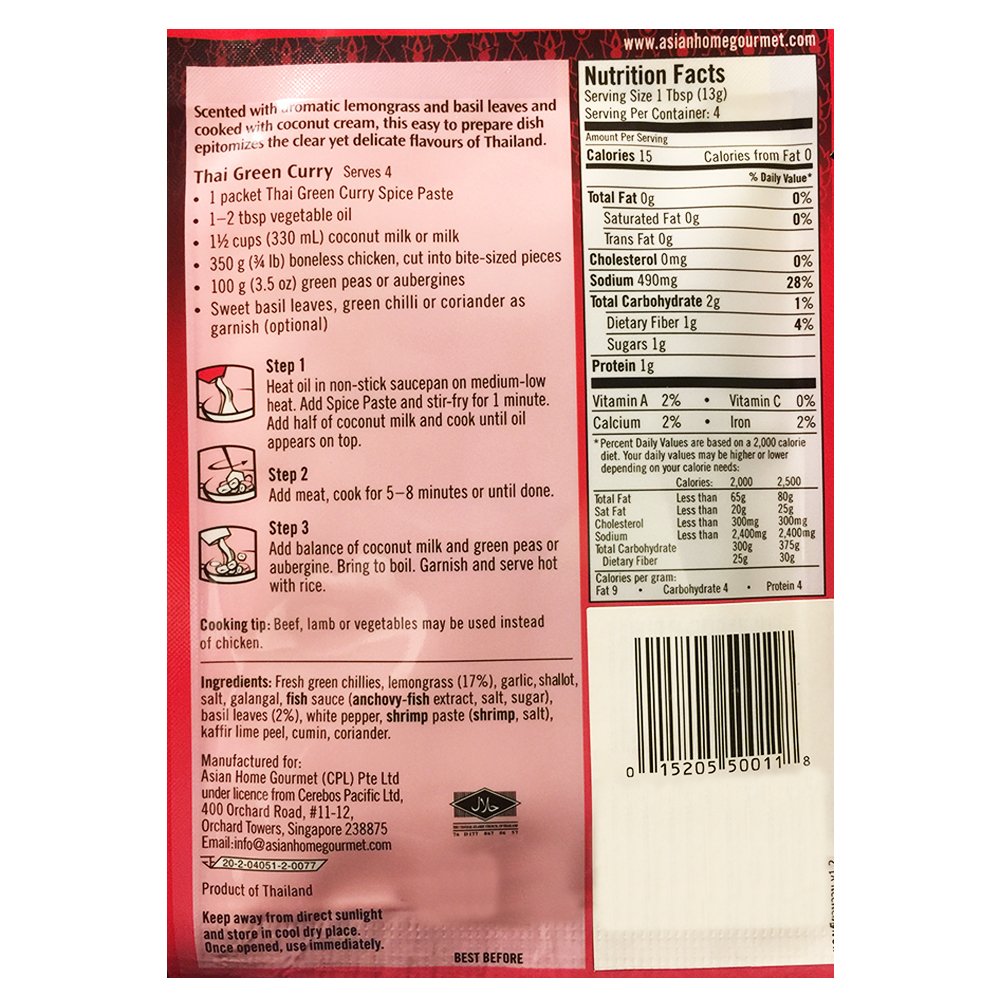 www.asianhomegourmet.com
Scented with aromatic lemongrass and basil leaves and
cooked with coconut cream, this easy to prepare dish
epitomizes the clear yet delicate flavours of Thailand.
Thai Green Curry Serves 4
• 1 packet Thai Green Curry Spice Paste
• 1–2 tbsp vegetable oil
• 1½ cups (330 mL) coconut milk or milk
• 350 g (¾ lb) boneless chicken, cut into bite-sized pieces
• 100 g (3.5 oz) green peas or aubergines
• Sweet basil leaves, green chilli or coriander as
garnish (optional)
Step 1
Heat oil in non-stick saucepan on medium-low
heat. Add Spice Paste and stir-fry for 1 minute.
Add half of coconut milk and cook until oil
appears on top.
Step 2
Add meat, cook for 5–8 minutes or until done.
Step 3
Add balance of coconut milk and green peas or
aubergine. Bring to boil. Garnish and serve hot
with rice.
Cooking tip: Beef, lamb or vegetables may be used instead
of chicken.
Ingredients: Fresh green chillies, lemongrass (17%), garlic, shallot,
salt, galangal, fish sauce (anchovy-fish extract, salt, sugar),
basil leaves (2%), white pepper, shrimp paste (shrimp, salt),
kaffir lime peel, cumin, coriander.
Manufactured for:
Asian Home Gourmet (CPL) Pte Ltd
under licence from Cerebos Pacific Ltd,
400 Orchard Road, #11-12,
Orchard Towers, Singapore 238875
Email:info@asianhomegourmet.com
20-2-04051-2-0077
Product of Thailand
Keep away from direct sunlight
and store in cool dry place.
Once opened, use immediately.
BEST BEFORE
حلال
Nutrition Facts
Serving Size 1 Tbsp (13g)
Serving Per Container: 4
Amount Per Serving
Calories 15 Calories from Fat 0
% Daily Value*
Total Fat 0g 0%
Saturated Fat 0g 0%
Trans Fat 0g
Cholesterol 0mg 0%
Sodium 490mg 28%
Total Carbohydrate 2g 1%
Dietary Fiber 1g 4%
Sugars 1g
Protein 1g
Vitamin A 2% • Vitamin C 0%
Calcium 2% • Iron 2%
*Percent Daily Values are based on a 2,000 calorie
diet. Your daily values may be higher or lower
depending on your calorie needs:
Calories: 2,000 2,500
Total Fat Less than 65g 80g
Sat Fat Less than 20g 25g
Cholesterol Less than 300mg 300mg
Sodium Less than 2,400mg 2,400mg
Total Carbohydrate 300g 375g
Dietary Fiber 25g 30g
Calories per gram:
Fat 9 • Carbohydrate 4 • Protein 4
0 15205 50011 8